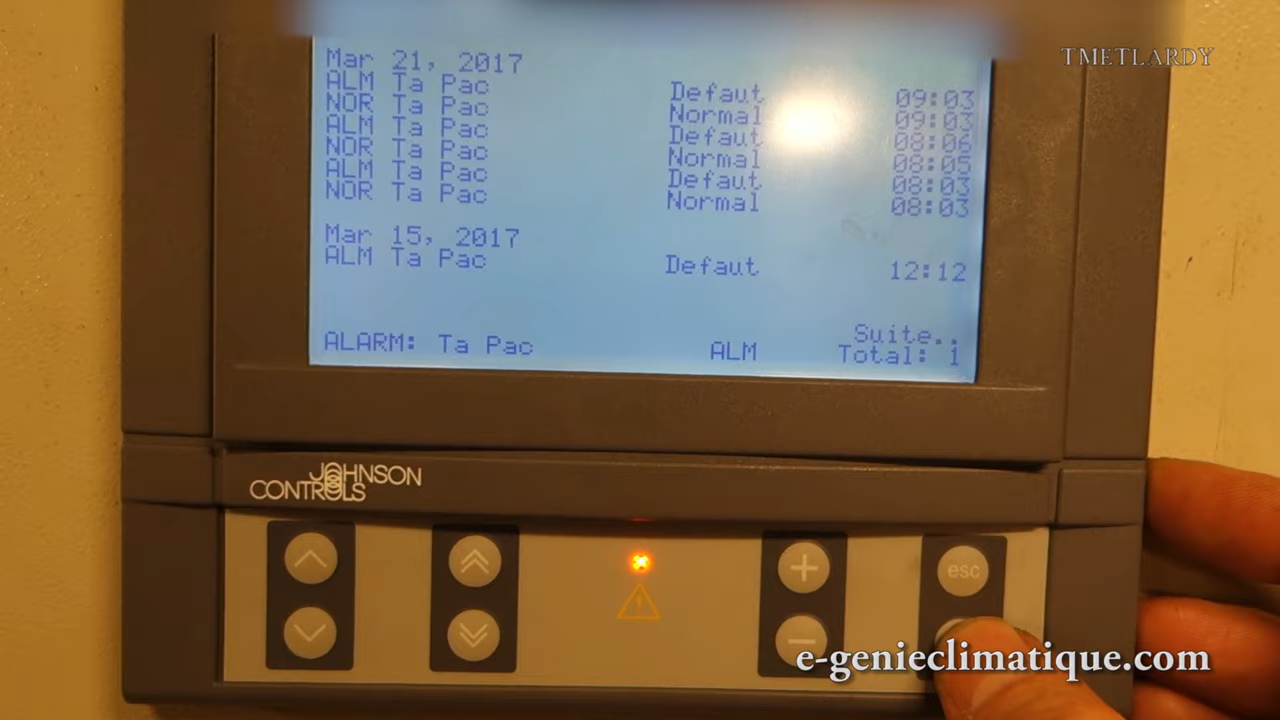 TMETLARDY
Mar 21, 2017
ALM Ta Pac Defaut 09:03
NOR Ta Pac Normal 09:03
ALM Ta Pac Defaut 08:06
NOR Ta Pac Normal 08:05
ALM Ta Pac Defaut 08:03
NOR Ta Pac Normal 08:03
Mar 15, 2017
ALM Ta Pac Defaut 12:12
Suite..
ALARM: Ta Pac ALM Total: 1
JOHNSON
CONTROLS
esc
e-genieclimatique.com